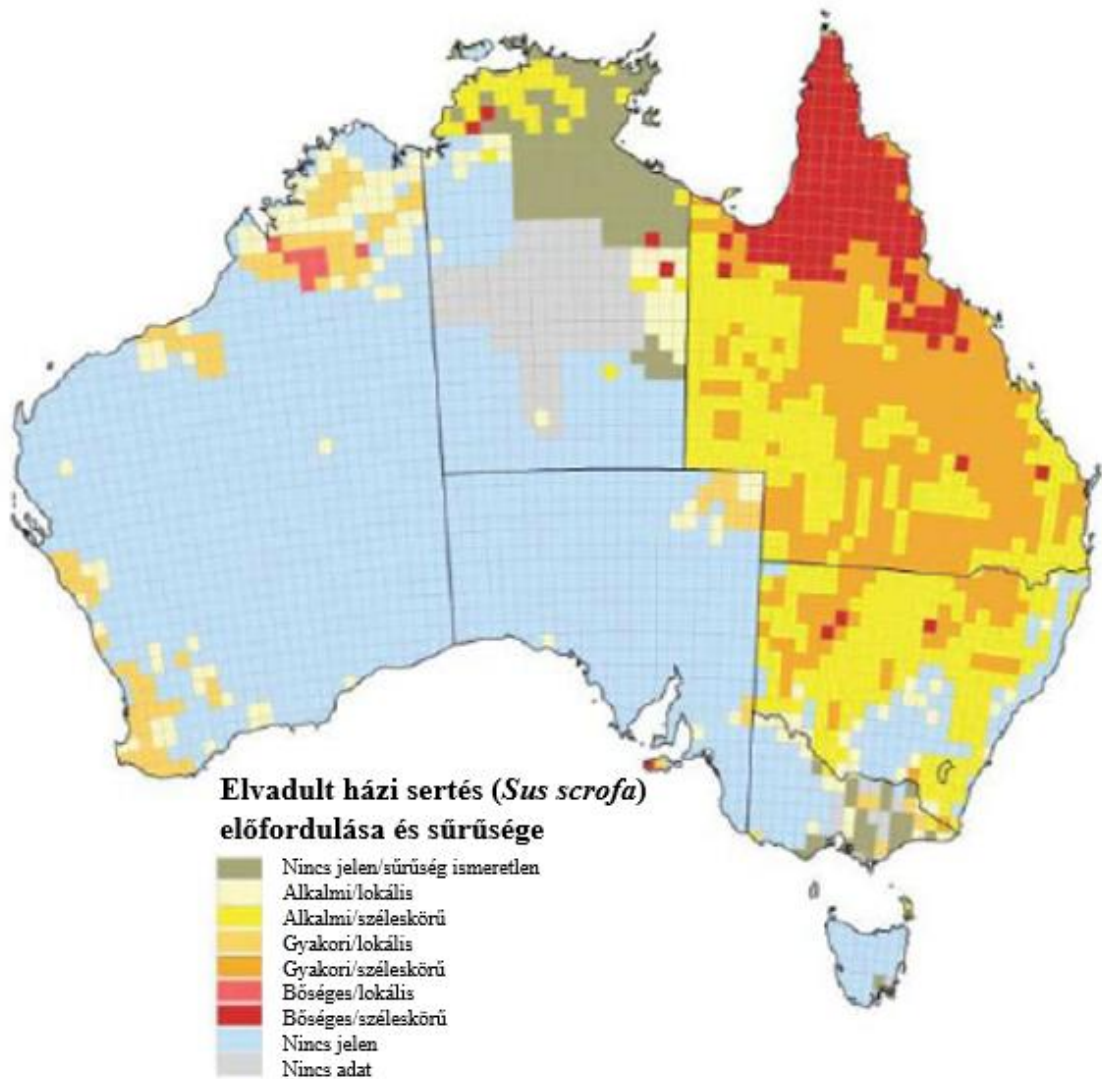 Elvadult házi sertés (Sus scrofa)
előfordulása és sűrűsége
Nincs jelen/sűrűség ismeretlen
Alkalmi/lokális
Alkalmi/széleskörű
Gyakori/lokális
Gyakori/széleskörű
Bőséges/lokális
Bőséges/széleskörű
Nincs jelen
Nincs adat